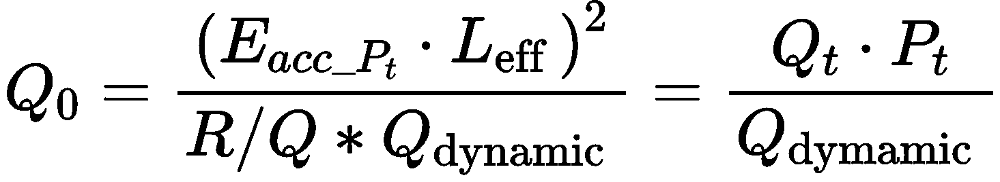 Q_0 = \frac{(E_{acc\_P_t} \cdot L_{\text{eff}})^2}{R/Q * Q_{\text{dynamic}}} = \frac{Q_t \cdot P_t}{Q_{\text{dymamic}}}